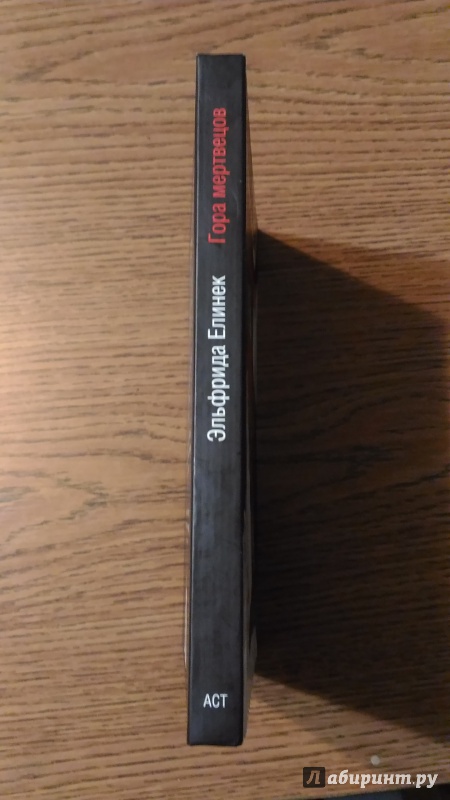 Эльфрида Елинек Гора мертвецов
АСТ
Лабиринт.ру